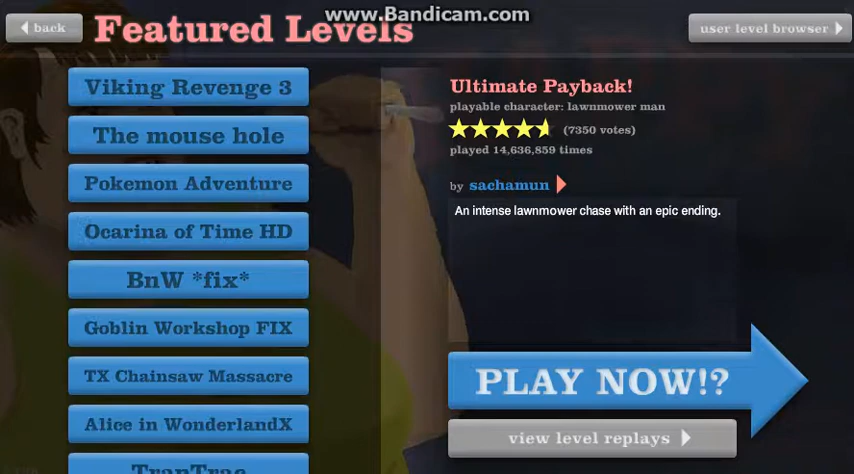 www.Bandicam.com
back
Featured Levels
user level browser
Viking Revenge 3
The mouse hole
Pokemon Adventure
Ocarina of Time HD
BnW *fix*
Goblin Workshop FIX
TX Chainsaw Massacre
Alice in WonderlandX
TrapTrac
Ultimate Payback!
playable character: lawnmower man
(7350 votes)
played 14,636,859 times
by sachamun
An intense lawnmower chase with an epic ending.
PLAY NOW!?
view level replays